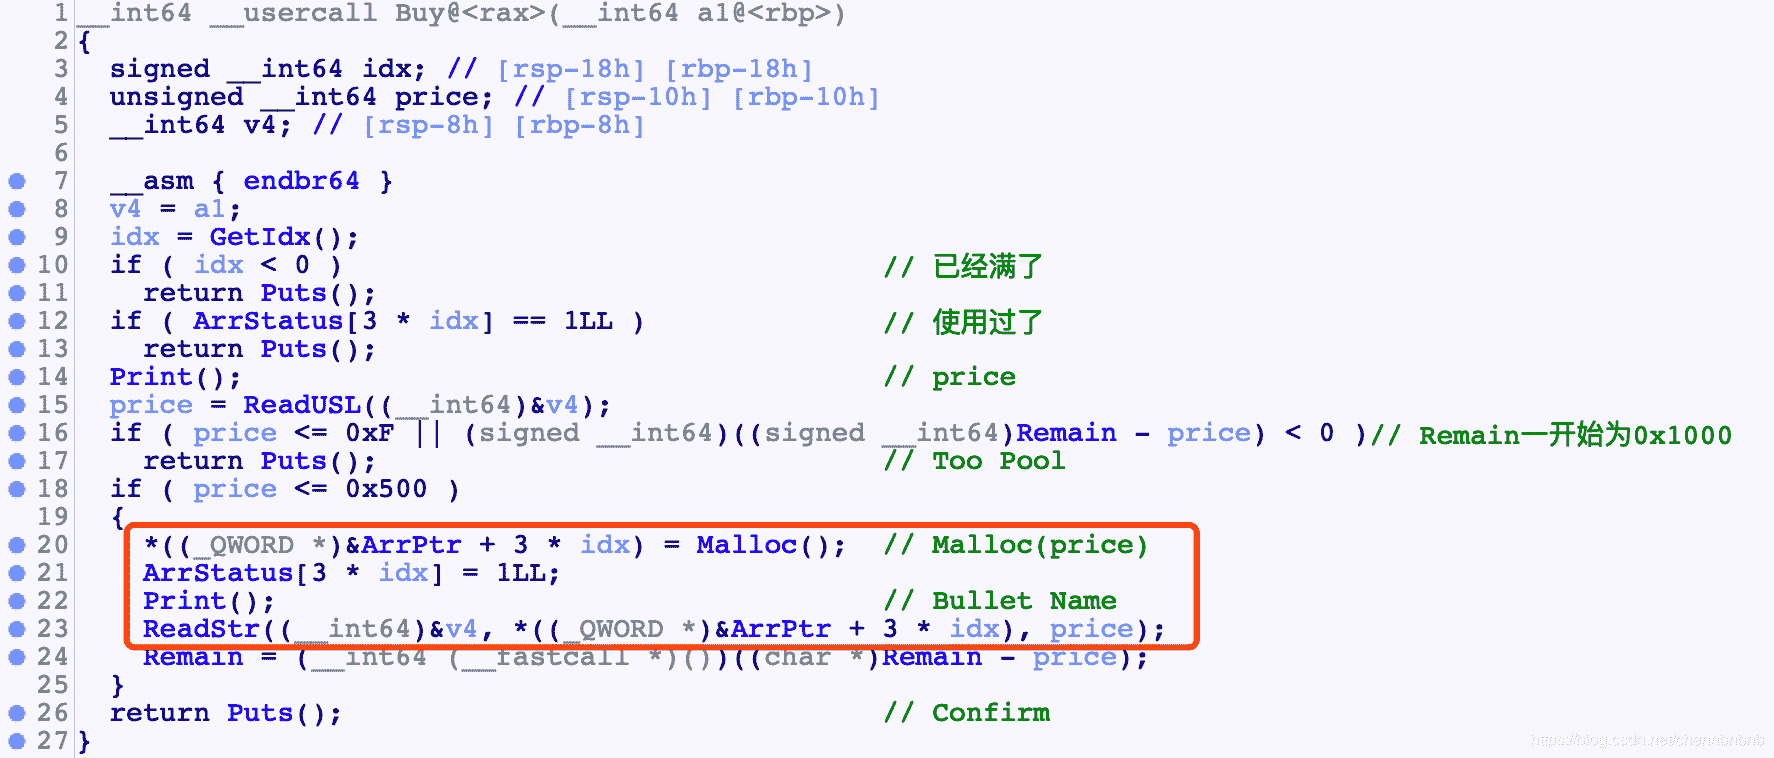 1 __int64 __usercall Buy@<rax>(__int64 a1@<rbp>)
2 {
3   signed __int64 idx; // [rsp-18h] [rbp-18h]
4   unsigned __int64 price; // [rsp-10h] [rbp-10h]
5   __int64 v4; // [rsp-8h] [rbp-8h]
6
7   __asm { endbr64 }
8   v4 = a1;
9   idx = GetIdx();
10   if ( idx < 0 ) // 已经满了
11     return Puts();
12   if ( ArrStatus[3 * idx] == 1LL ) // 使用过了
13     return Puts();
14   Print(); // price
15   price = ReadUSL((__int64)&v4);
16   if ( price <= 0xF || (signed __int64)((signed __int64)Remain - price) < 0 )// Remain一开始为0x1000
17     return Puts(); // Too Pool
18   if ( price <= 0x500 )
19   {
20     *((_QWORD *)&ArrPtr + 3 * idx) = Malloc(); // Malloc(price)
21     ArrStatus[3 * idx] = 1LL;
22     Print(); // Bullet Name
23     ReadStr((__int64)&v4, *((_QWORD *)&ArrPtr + 3 * idx), price);
24     Remain = (__int64 (__fastcall *)())((char *)Remain - price);
25   }
26   return Puts(); // Confirm
27 }
https://blog.csdn.net/chennbnbnb